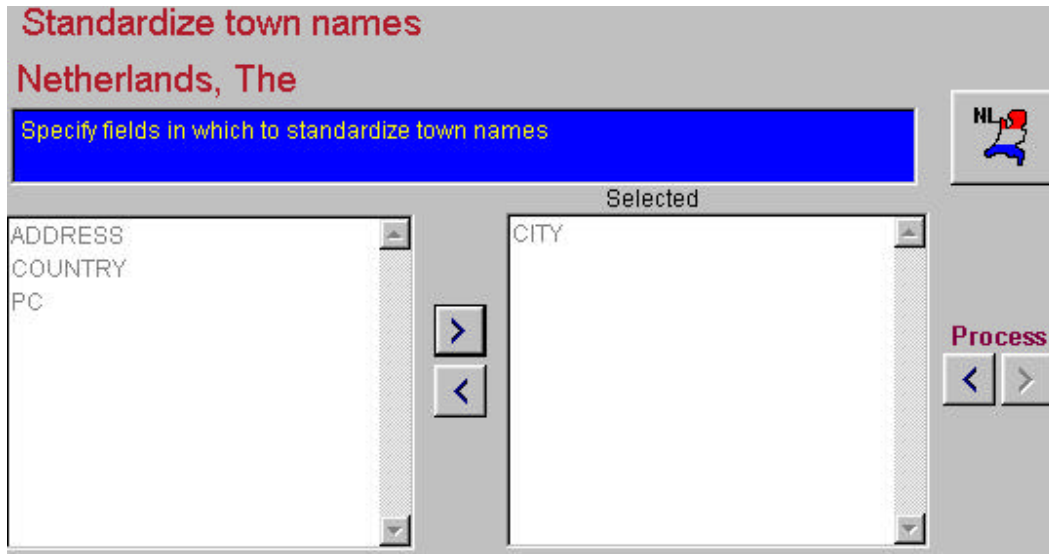 Standardize town names
Netherlands, The
Specify fields in which to standardize town names
NL
Selected
ADDRESS
COUNTRY
PC
CITY
>
<
Process
< >